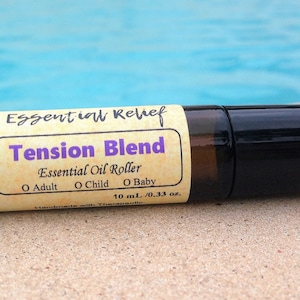 Essential Relief
Tension Blend
Essential Oil Roller
O Adult O Child O Baby
10 mL /0.33 oz.